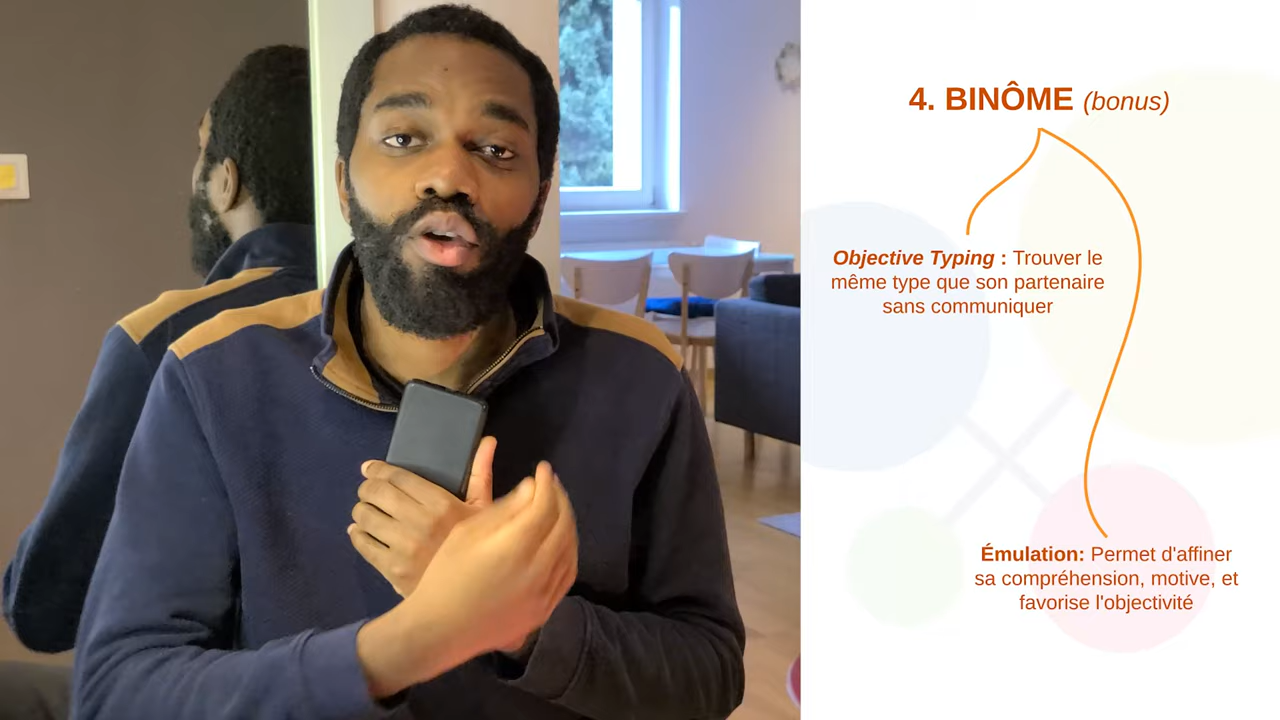 4. BINÔME (bonus)
Objective Typing : Trouver le
même type que son partenaire
sans communiquer
Émulation: Permet d'affiner
sa compréhension, motive, et
favorise l'objectivité